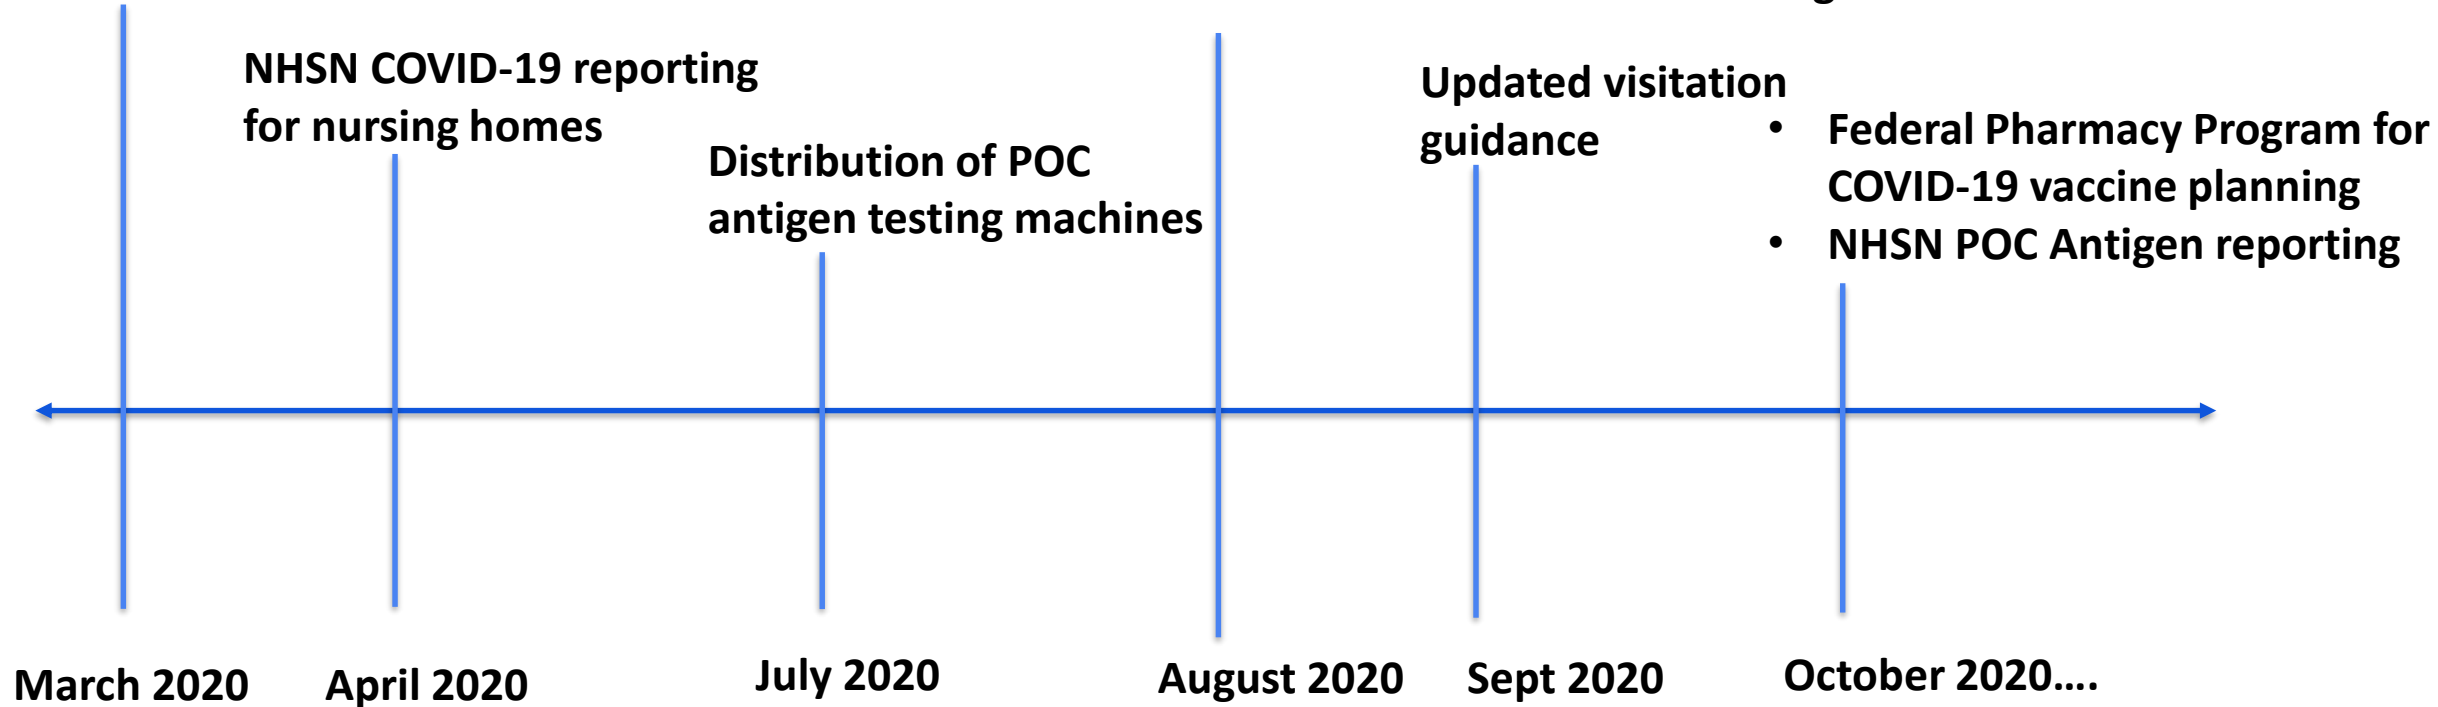 NHSN COVID-19 reporting
for nursing homes
Distribution of POC
antigen testing machines
Updated visitation
guidance
• Federal Pharmacy Program for
COVID-19 vaccine planning
• NHSN POC Antigen reporting
March 2020
April 2020
July 2020
August 2020
Sept 2020
October 2020....